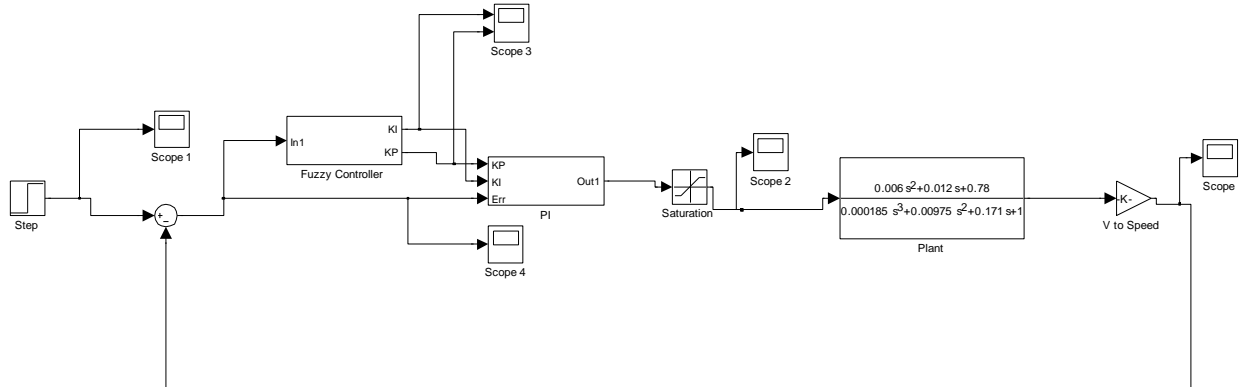 Scope 3
Scope 1
In1
KI
KP
Fuzzy Controller
Step
+
−
KP
KI
Err
Out1
PI
Scope 4
Saturation
Scope 2
0.006 s²+0.012 s+0.78
0.000185 s³+0.00975 s²+0.171 s+1
Plant
-K-
V to Speed
Scope